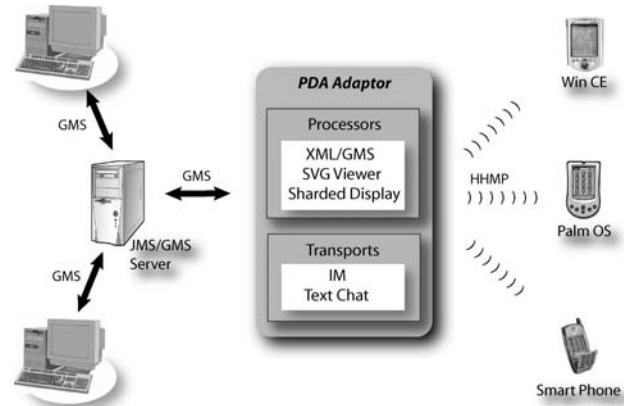 GMS
JMS/GMS
Server
GMS
GMS
PDA Adaptor
Processors
XML/GMS
SVG Viewer
Sharded Display
Transports
IM
Text Chat
HHMP
Win CE
Palm OS
Smart Phone